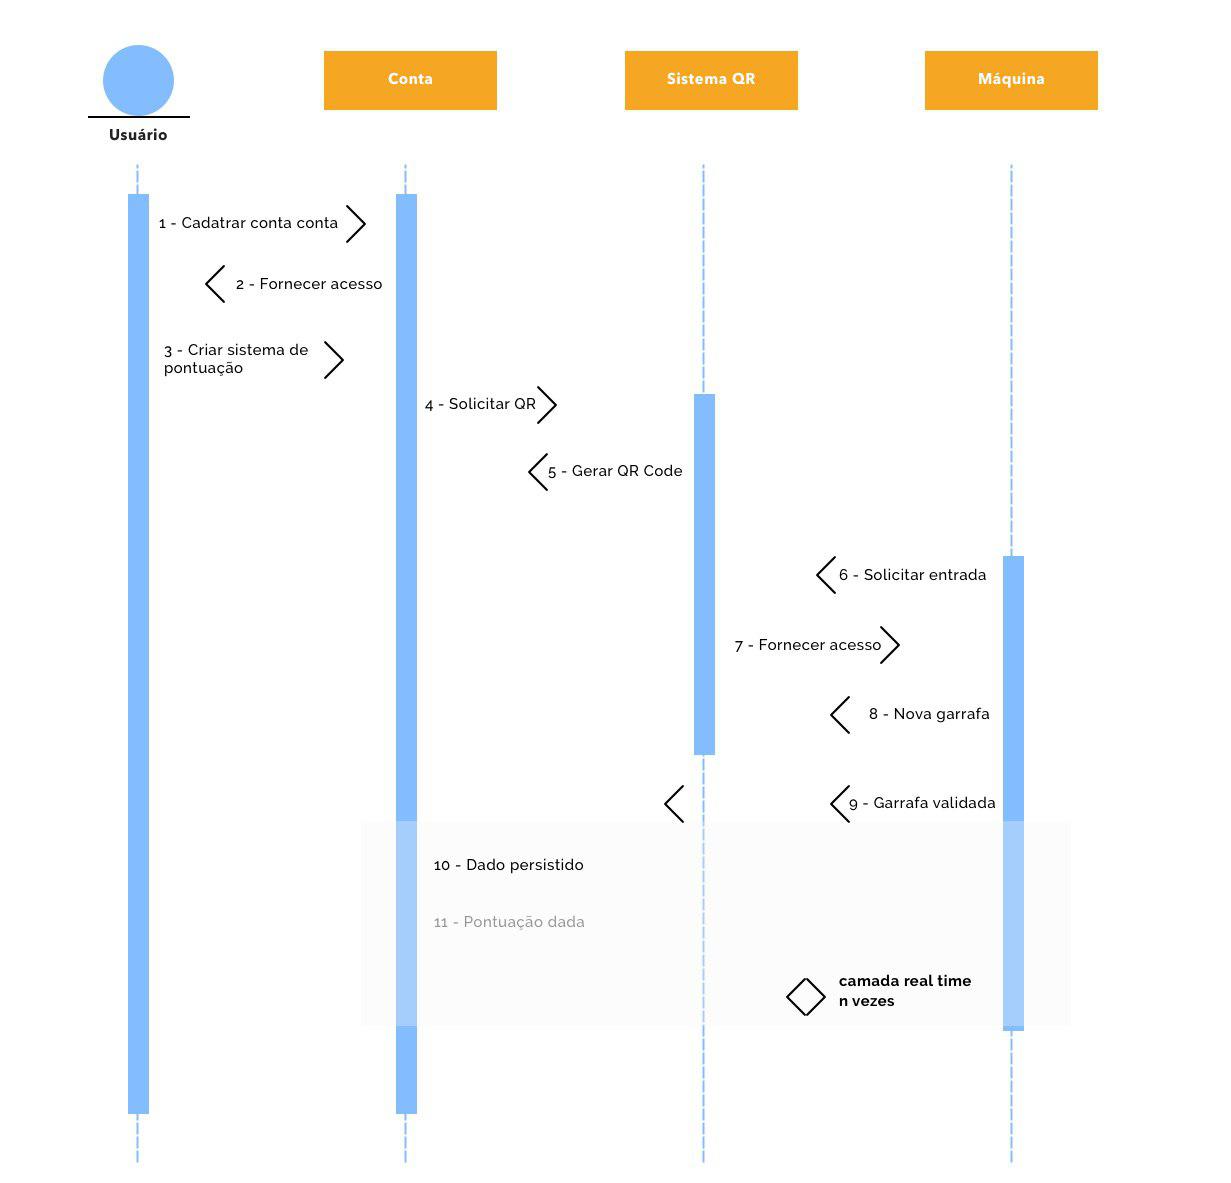 Usuário
Conta
Sistema QR
Máquina
1 - Cadatrar conta conta
2 - Fornecer acesso
3 - Criar sistema de
pontuação
4 - Solicitar QR
5 - Gerar QR Code
6 - Solicitar entrada
7 - Fornecer acesso
8 - Nova garrafa
9 - Garrafa validada
10 - Dado persistido
11 - Pontuação dada
camada real time
n vezes